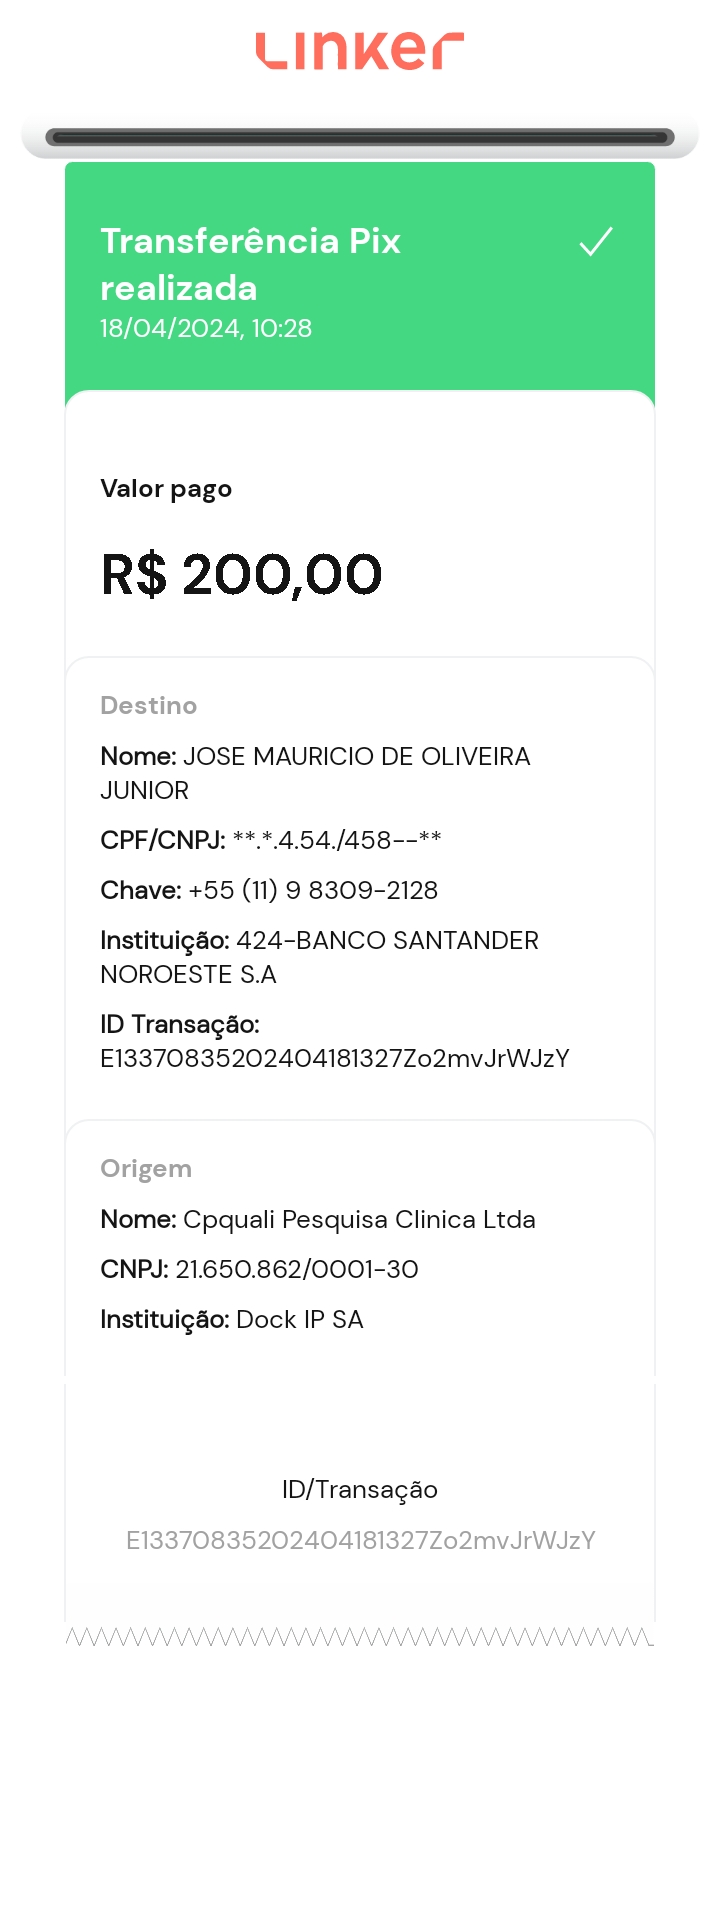 Linker
Transferência Pix
realizada
18/04/2024, 10:28
Valor pago
R$ 200,00
Destino
Nome: JOSE MAURICIO DE OLIVEIRA
JUNIOR
CPF/CNPJ: **.*.4.54./458--**
Chave: +55 (11) 9 8309-2128
Instituição: 424-BANCO SANTANDER
NOROESTE S.A
ID Transação:
E13370835202404181327Zo2mvJrWJzY
Origem
Nome: Cpquali Pesquisa Clinica Ltda
CNPJ: 21.650.862/0001-30
Instituição: Dock IP SA
ID/Transação
E13370835202404181327Zo2mvJrWJzY